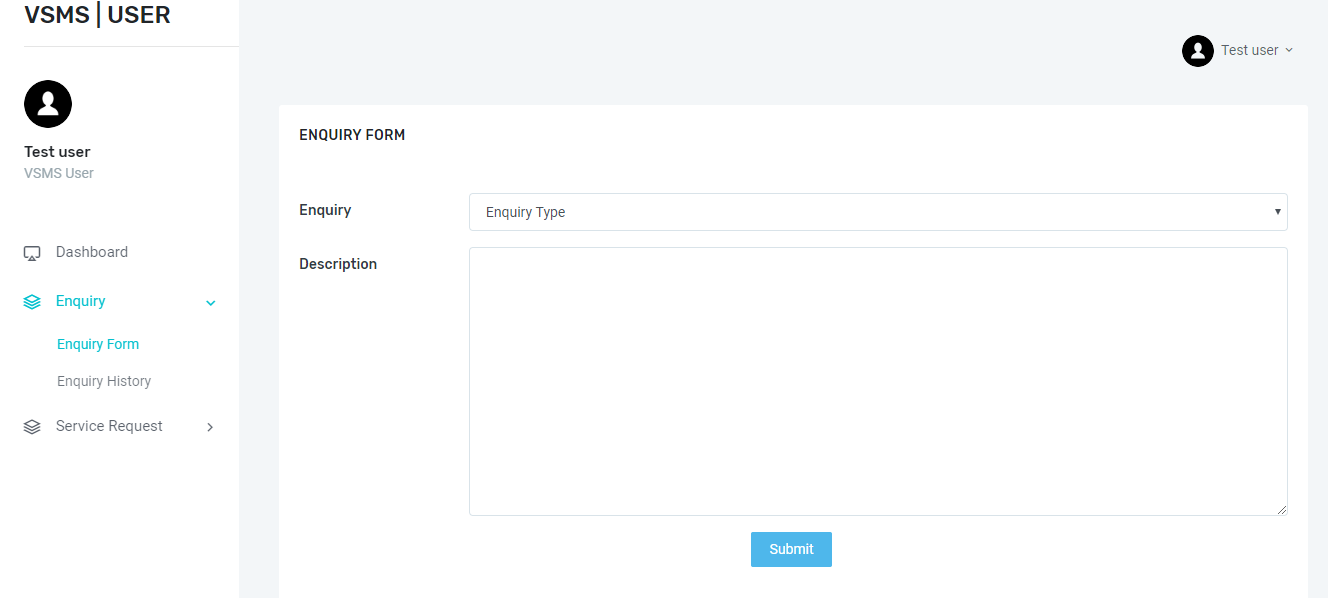 VSMS | USER
Test user
Test user
VSMS User
Dashboard
Enquiry
Enquiry Form
Enquiry History
Service Request
ENQUIRY FORM
Enquiry
Enquiry Type
Description
Submit